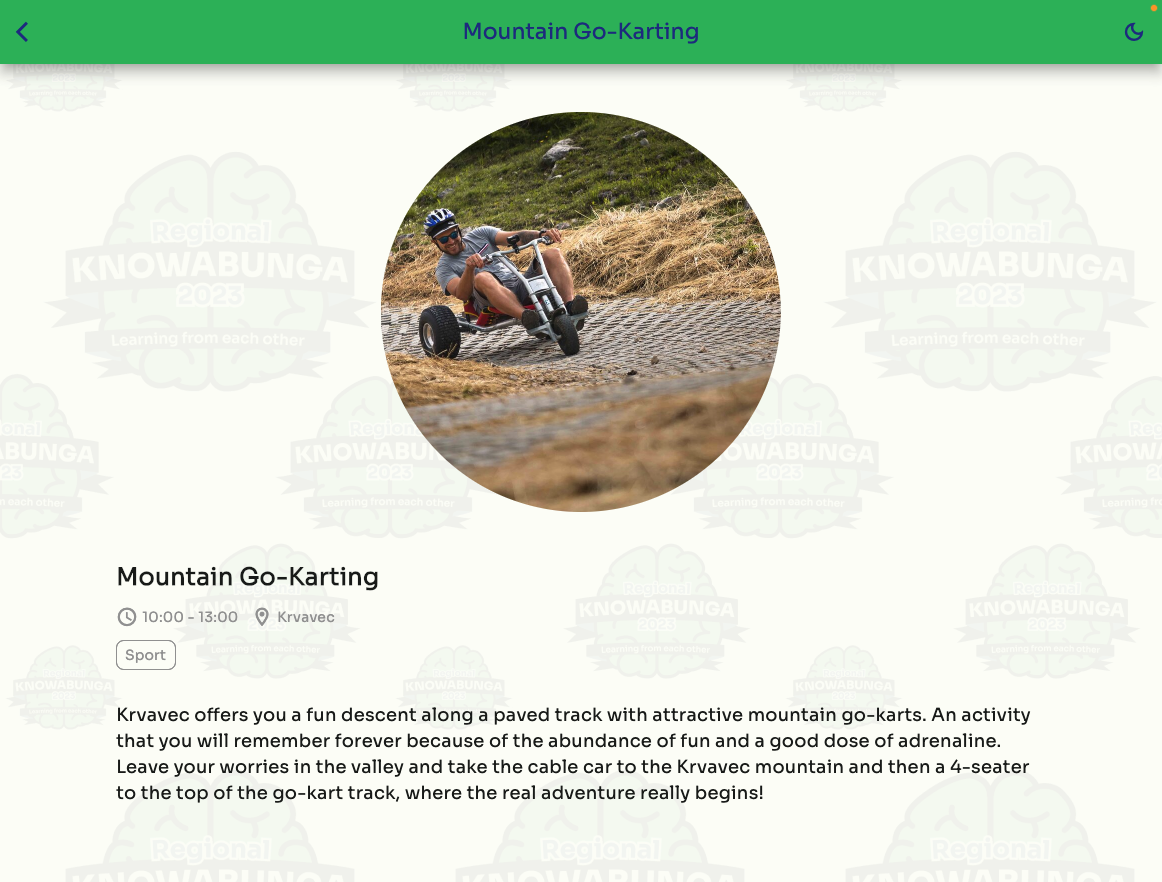 Mountain Go-Karting
Regional
KNOWABUNGA
2023
Learning from each other
Mountain Go-Karting
10:00 - 13:00 Krvavec
Sport
Krvavec offers you a fun descent along a paved track with attractive mountain go-karts. An activity
that you will remember forever because of the abundance of fun and a good dose of adrenaline.
Leave your worries in the valley and take the cable car to the Krvavec mountain and then a 4-seater
to the top of the go-kart track, where the real adventure really begins!